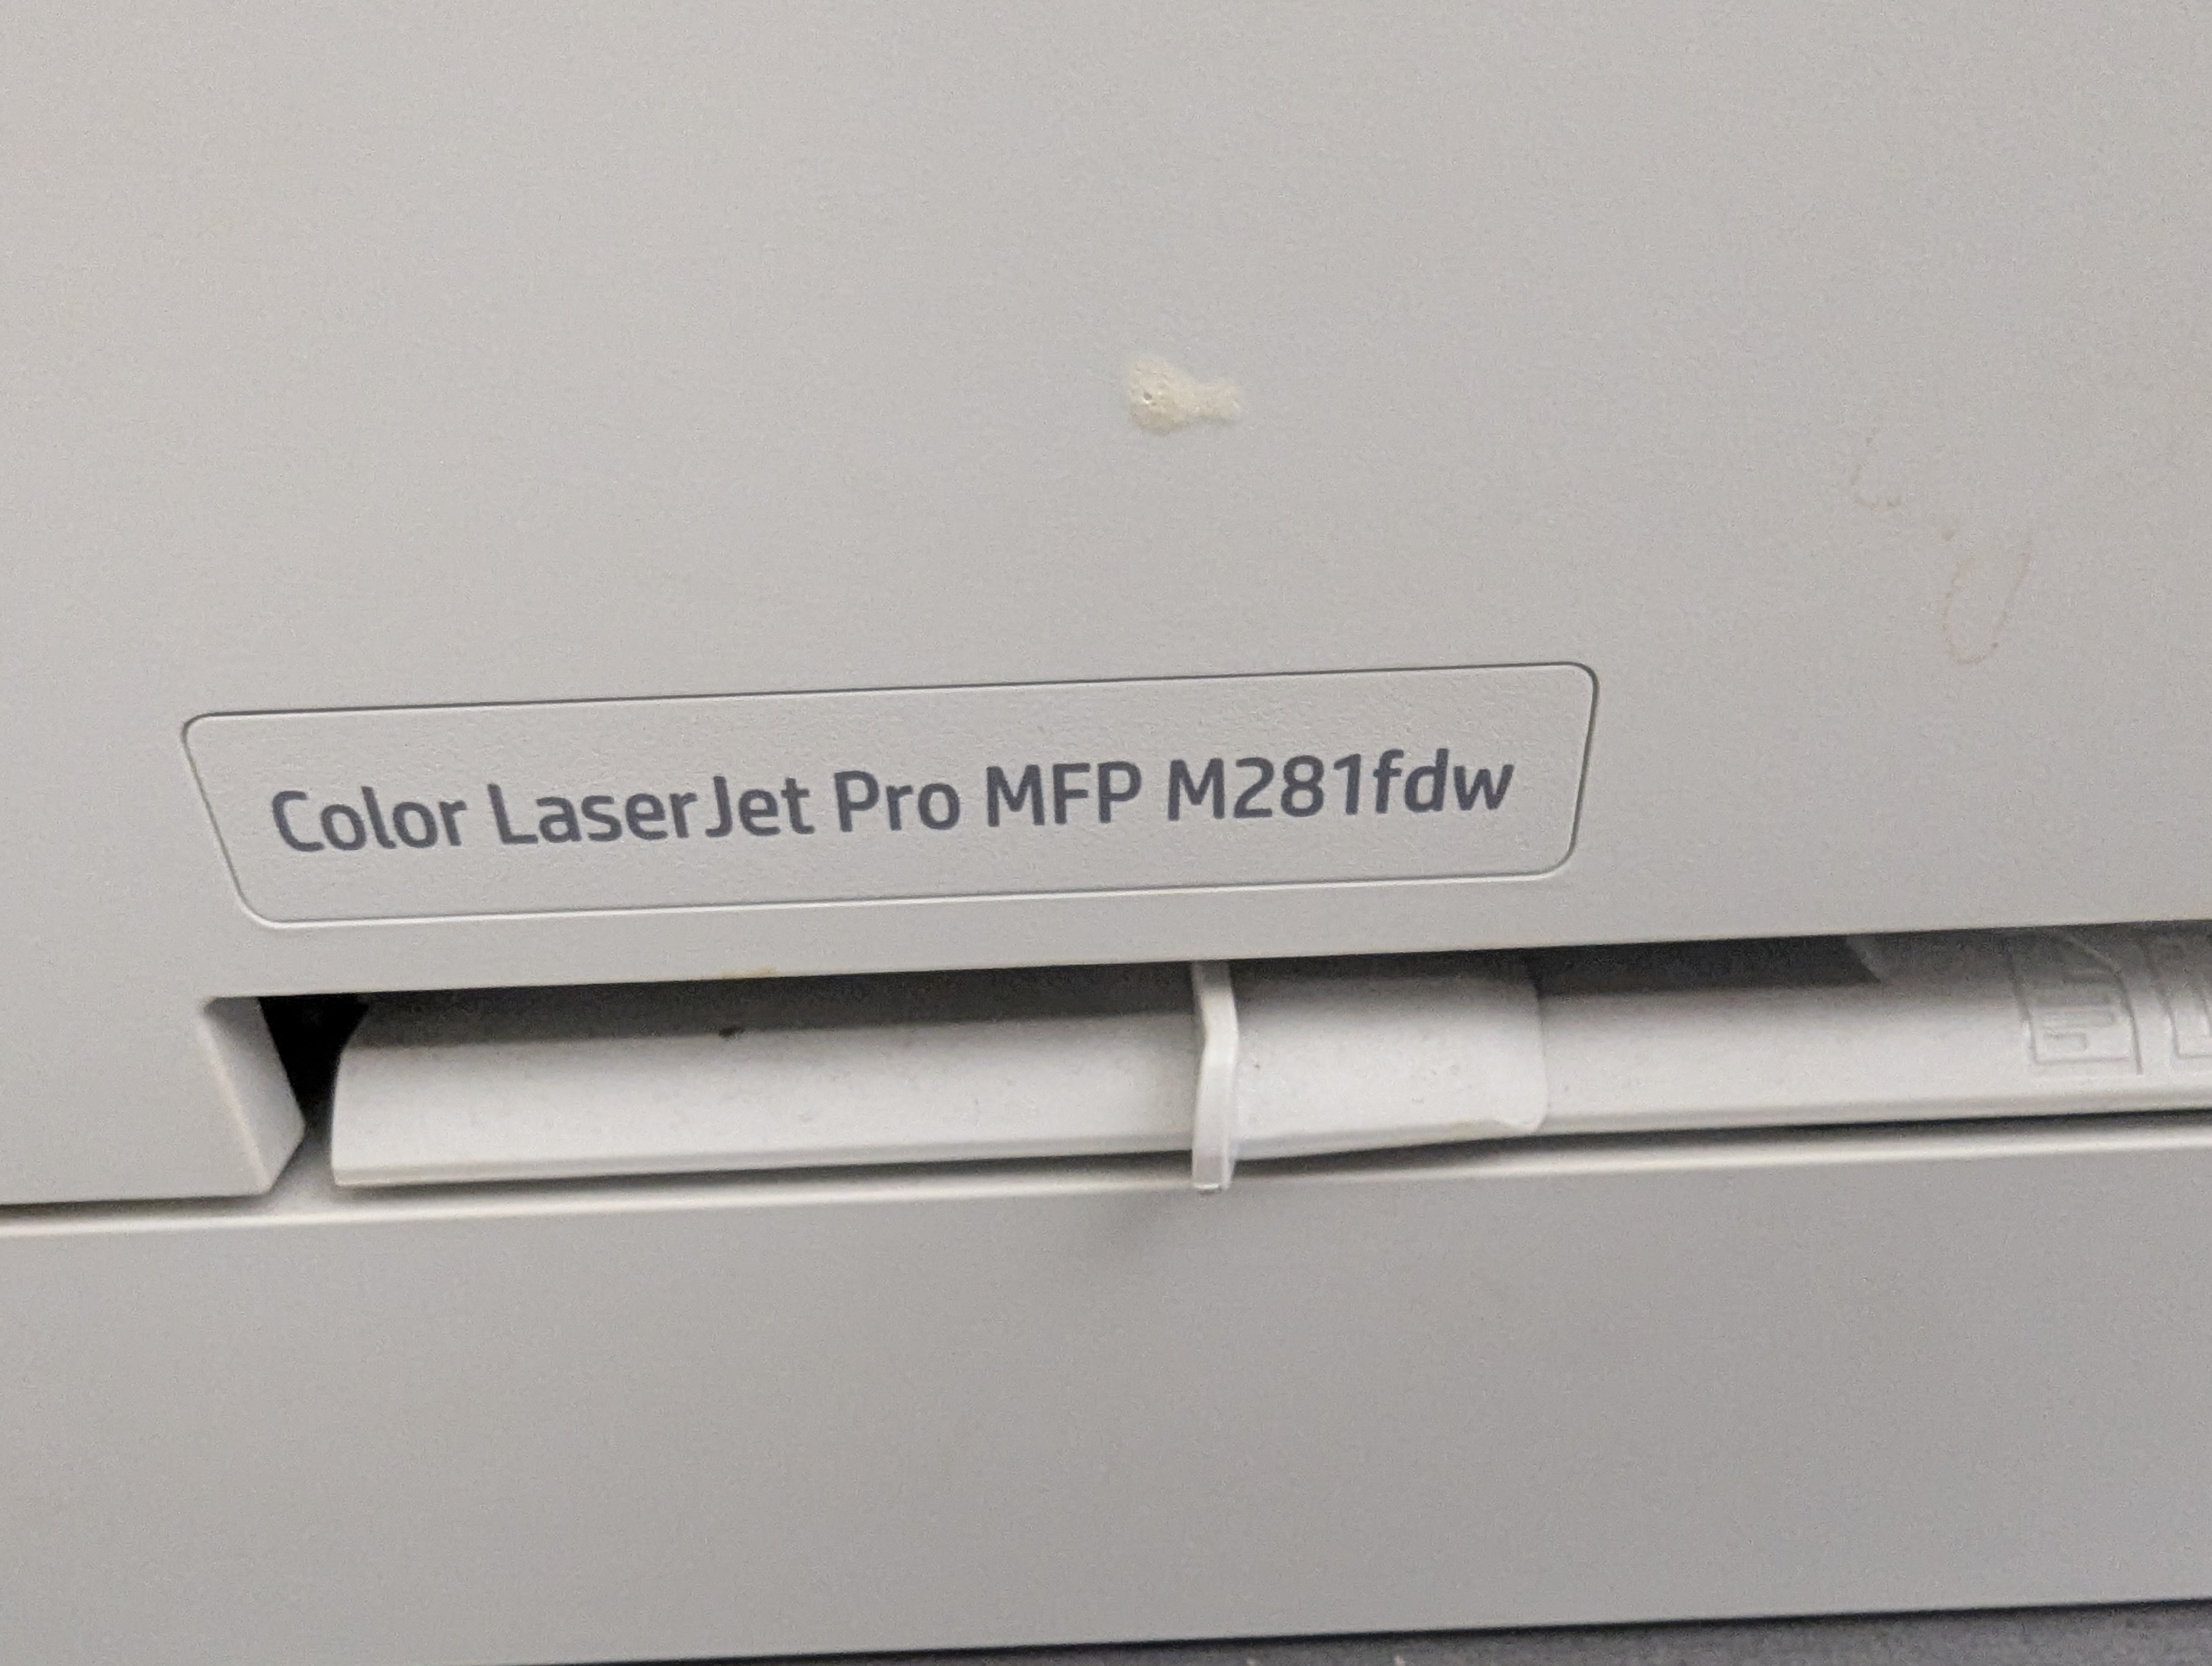 Color LaserJet Pro MFP M281fdw